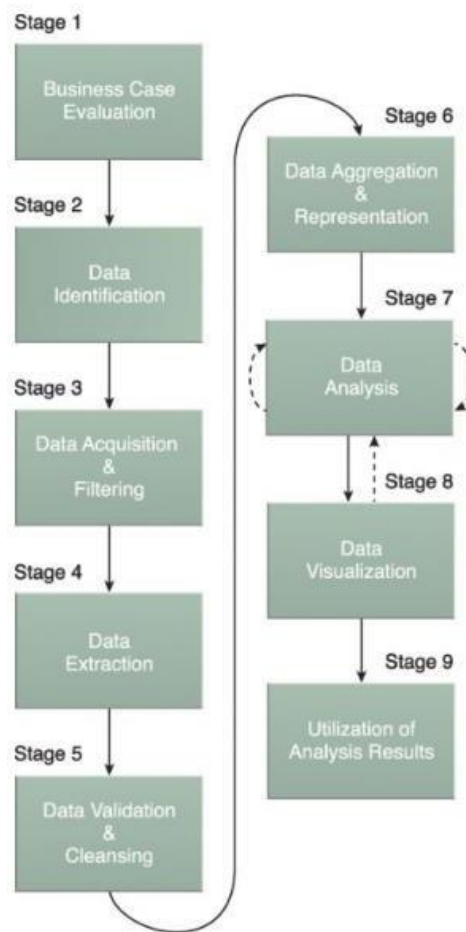 Stage 1
Business Case
Evaluation
Stage 2
Data
Identification
Stage 3
Data Acquisition
&
Filtering
Stage 4
Data
Extraction
Stage 5
Data Validation
&
Cleansing
Stage 6
Data Aggregation
&
Representation
Stage 7
Data
Analysis
Stage 8
Data
Visualization
Stage 9
Utilization of
Analysis Results